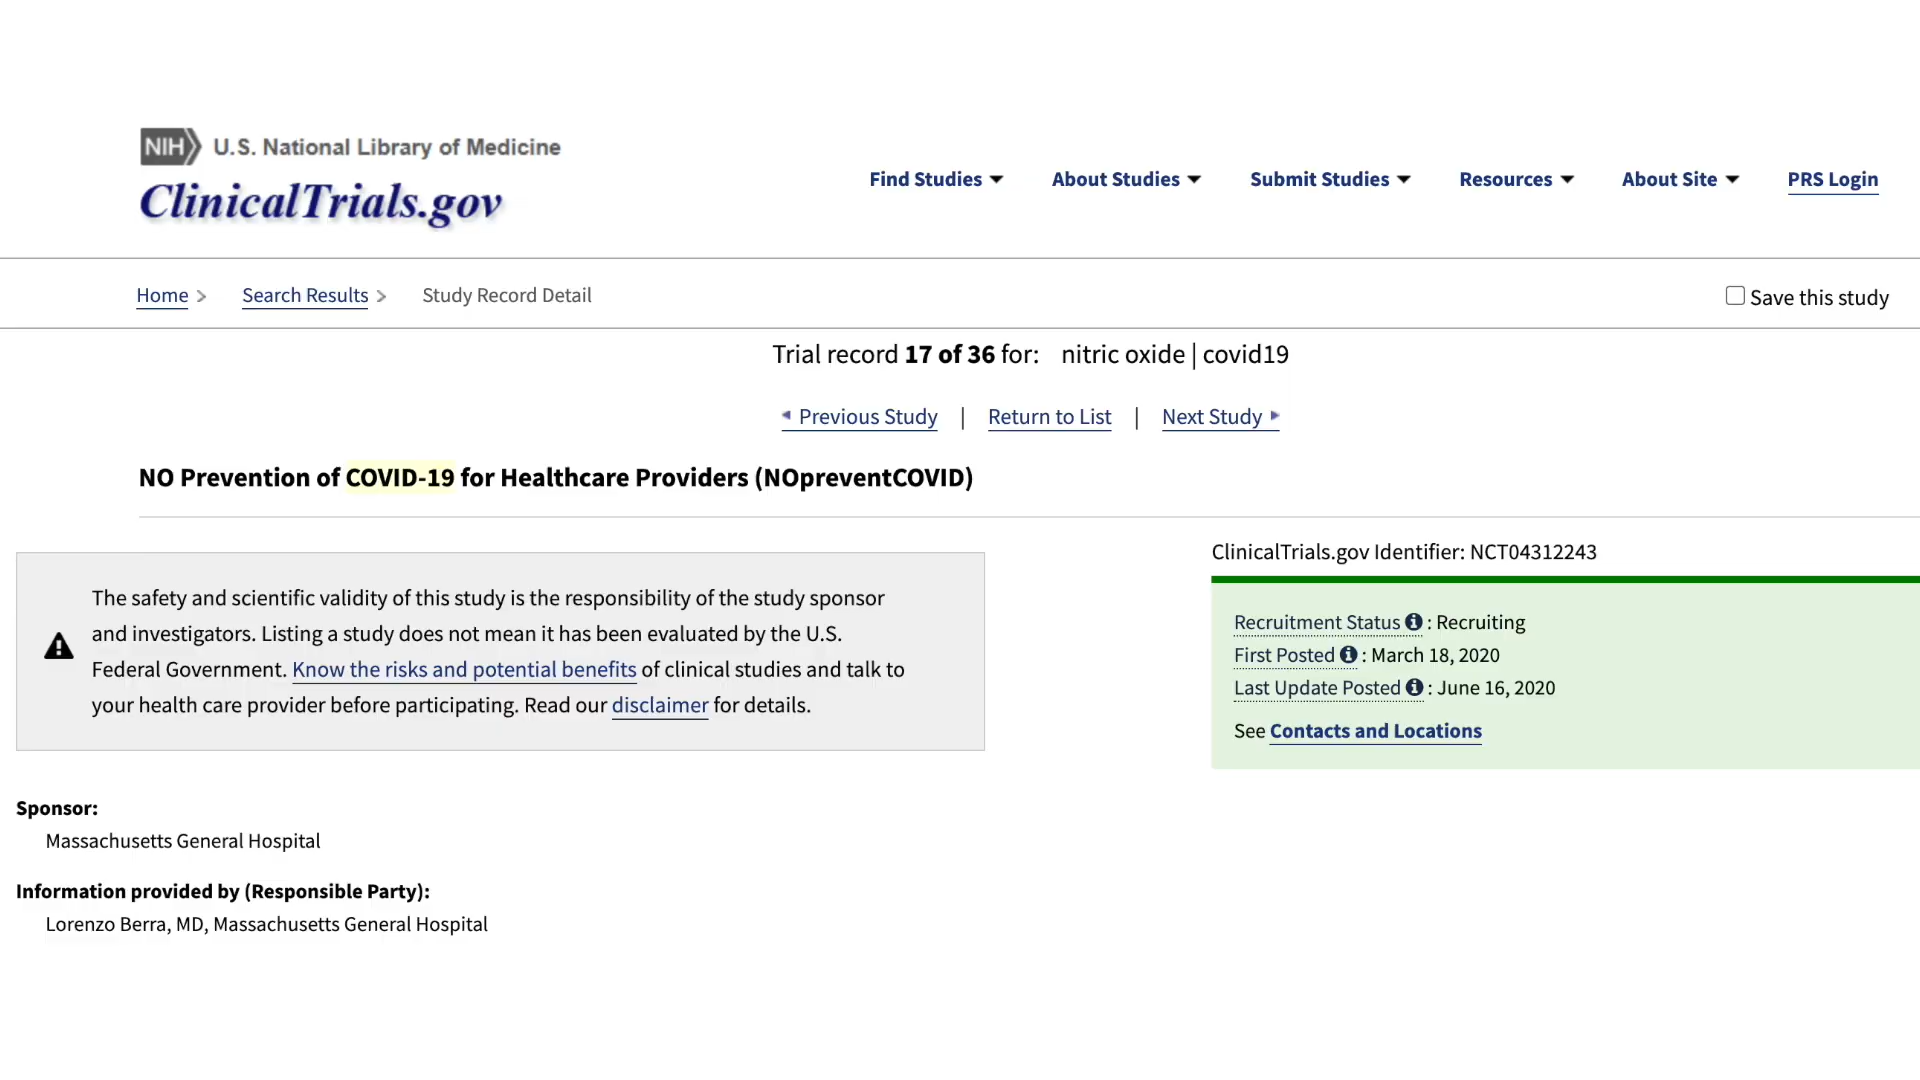 NIH U.S. National Library of Medicine
ClinicalTrials.gov
Find Studies About Studies Submit Studies Resources About Site PRS Login
Home > Search Results > Study Record Detail
Save this study
Trial record 17 of 36 for: nitric oxide | covid19
Previous Study | Return to List | Next Study
NO Prevention of COVID-19 for Healthcare Providers (NOpreventCOVID)
The safety and scientific validity of this study is the responsibility of the study sponsor
and investigators. Listing a study does not mean it has been evaluated by the U.S.
Federal Government. Know the risks and potential benefits of clinical studies and talk to
your health care provider before participating. Read our disclaimer for details.
ClinicalTrials.gov Identifier: NCT04312243
Recruitment Status : Recruiting
First Posted : March 18, 2020
Last Update Posted : June 16, 2020
See Contacts and Locations
Sponsor:
Massachusetts General Hospital
Information provided by (Responsible Party):
Lorenzo Berra, MD, Massachusetts General Hospital